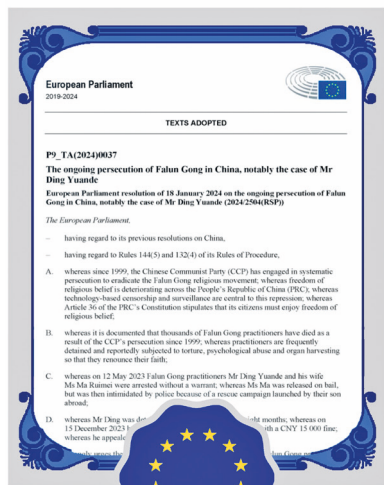 European Parliament
2019-2024
TEXTS ADOPTED
P9_TA(2024)0037
The ongoing persecution of Falun Gong in China, notably the case of Mr
Ding Yuande
European Parliament resolution of 18 January 2024 on the ongoing persecution of Falun
Gong in China, notably the case of Mr Ding Yuande (2024/2504(RSP))
The European Parliament,
– having regard to its previous resolutions on China,
– having regard to Rules 144(5) and 132(4) of its Rules of Procedure,
A. whereas since 1999, the Chinese Communist Party (CCP) has engaged in systematic
persecution to eradicate the Falun Gong religious movement; whereas freedom of
religious belief is deteriorating across the People's Republic of China (PRC); whereas
technology-based censorship and surveillance are central to this repression; whereas
Article 36 of the PRC's Constitution stipulates that its citizens must enjoy freedom of
religious belief;
B. whereas it is documented that thousands of Falun Gong practitioners have died as a
result of the CCP's persecution since 1999; whereas practitioners are frequently
detained and reportedly subjected to torture, psychological abuse and organ harvesting
so that they renounce their faith;
C. whereas on 12 May 2023 Falun Gong practitioners Mr Ding Yuande and his wife
Ms Ma Ruimei were arrested without a warrant; whereas Ms Ma was released on bail,
but was then intimidated by police because of a rescue campaign launched by their son
abroad;
D. whereas Mr Ding was months; whereas on
15 December 2023 a CNY 15 000 fine;
whereas he
urges the